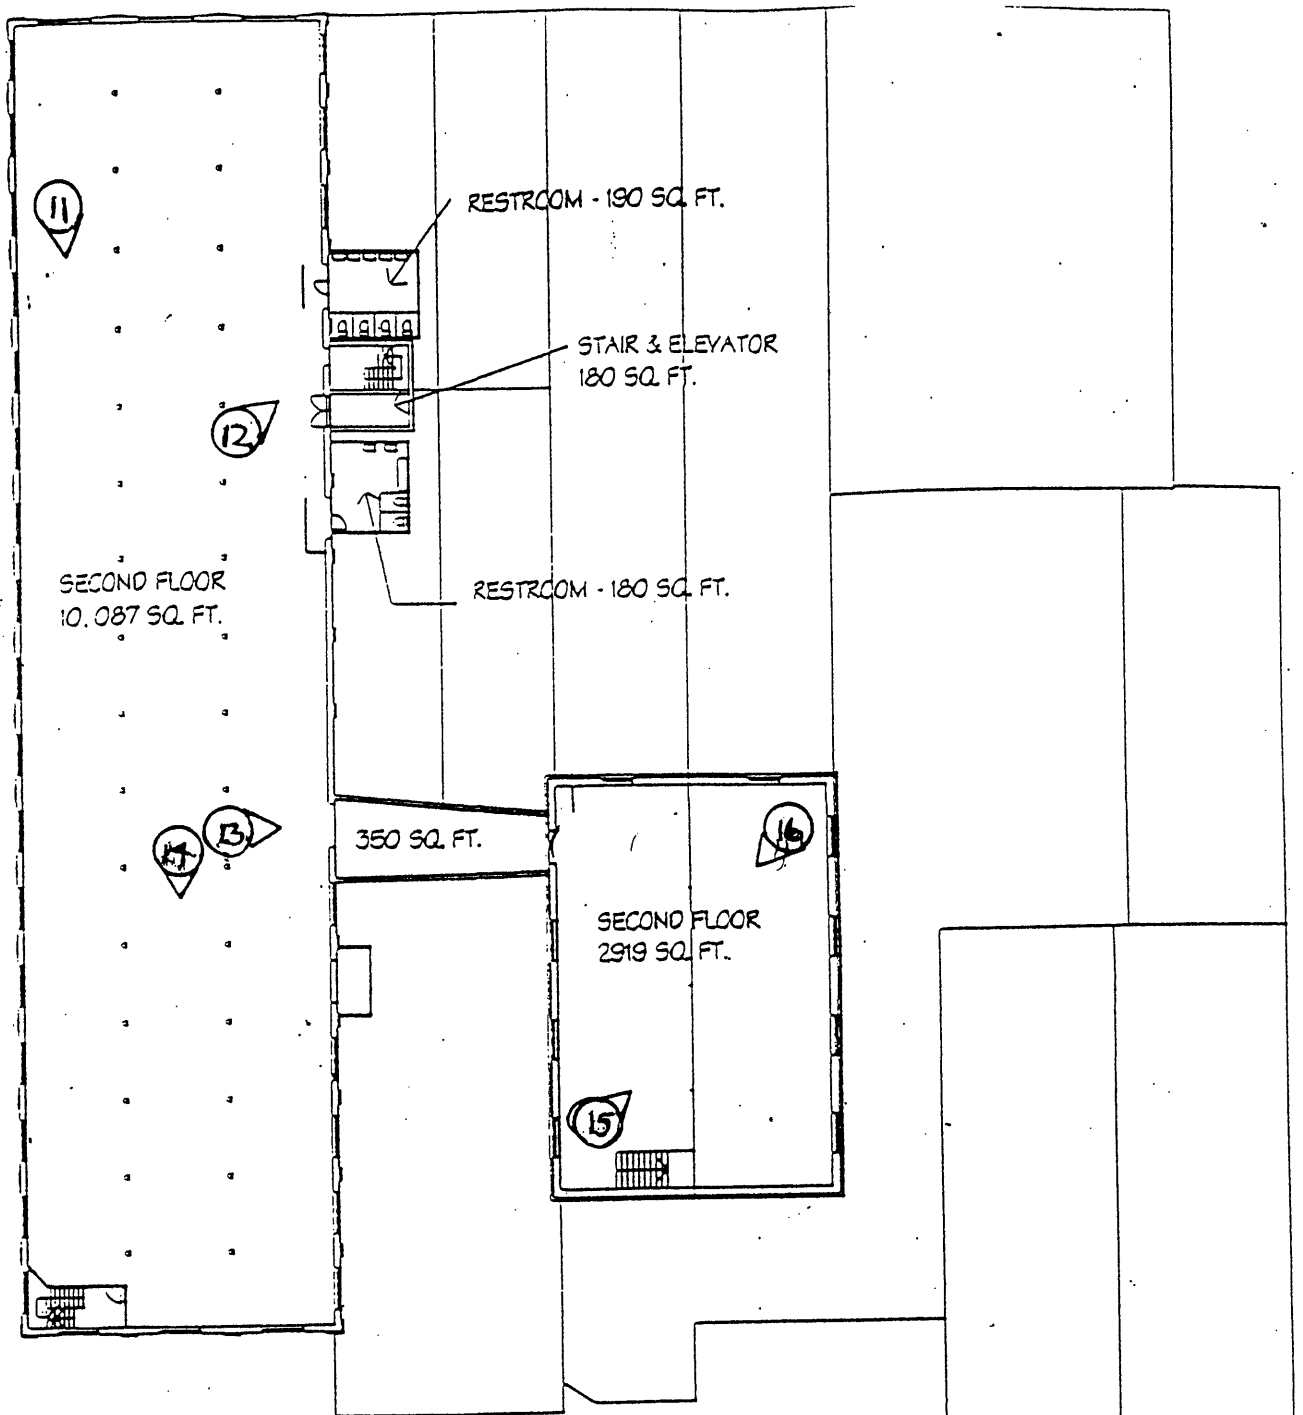 11
RESTROOM - 190 SQ. FT.
STAIR & ELEVATOR
180 SQ. FT.
12
SECOND FLOOR
10,087 SQ. FT.
RESTROOM - 180 SQ. FT.
13
350 SQ. FT.
16
SECOND FLOOR
2919 SQ. FT.
15